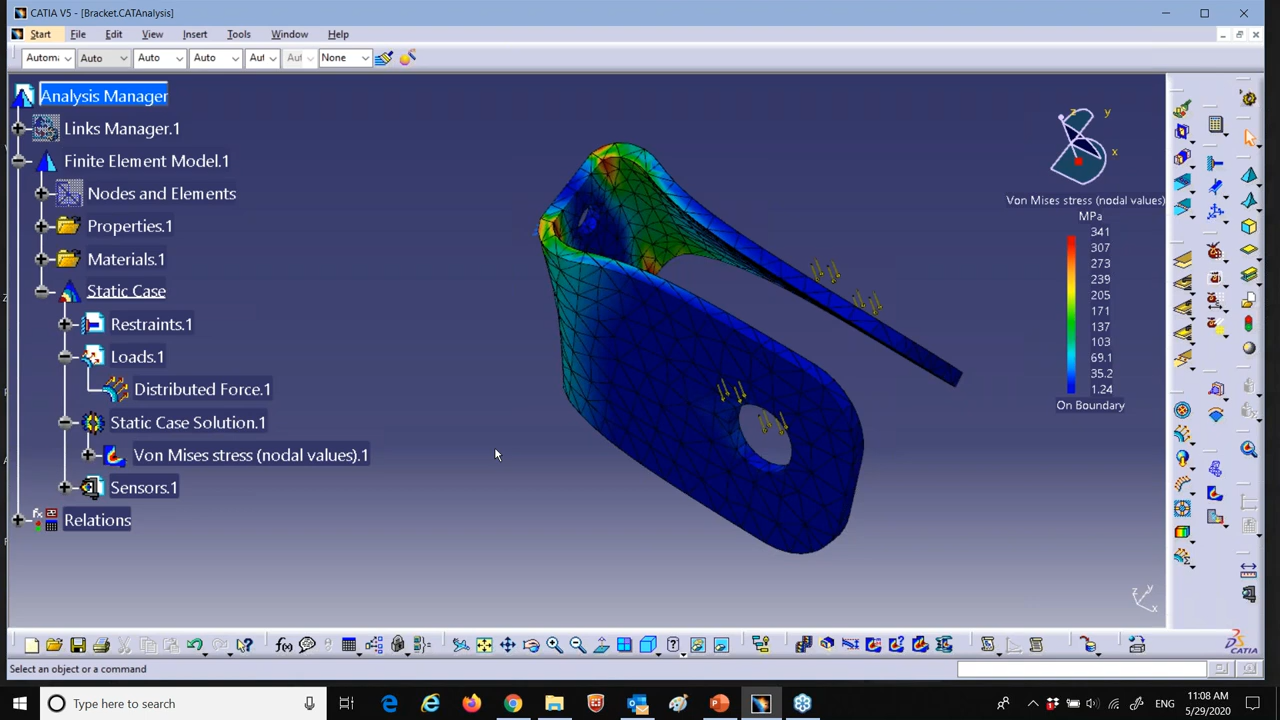 CATIA V5 - [Bracket.CATAnalysis]
Start File Edit View Insert Tools Window Help
Automa Auto Auto Auto Aut Aut None
Analysis Manager
Links Manager.1
Finite Element Model.1
Nodes and Elements
Properties.1
Materials.1
Static Case
Restraints.1
Loads.1
Distributed Force.1
Static Case Solution.1
Von Mises stress (nodal values).1
Sensors.1
Relations
z y
x
Von Mises stress (nodal values)
MPa
341
307
273
239
205
171
137
103
69.1
35.2
1.24
On Boundary
z y
x
CATIA
Select an object or a command
Type here to search
ENG
11:08 AM
5/29/2020